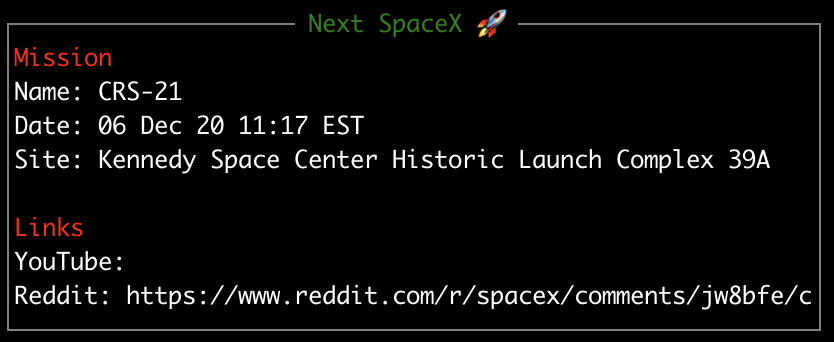 Next SpaceX 🚀
Mission
Name: CRS-21
Date: 06 Dec 20 11:17 EST
Site: Kennedy Space Center Historic Launch Complex 39A
Links
YouTube:
Reddit: https://www.reddit.com/r/spacex/comments/jw8bfe/c